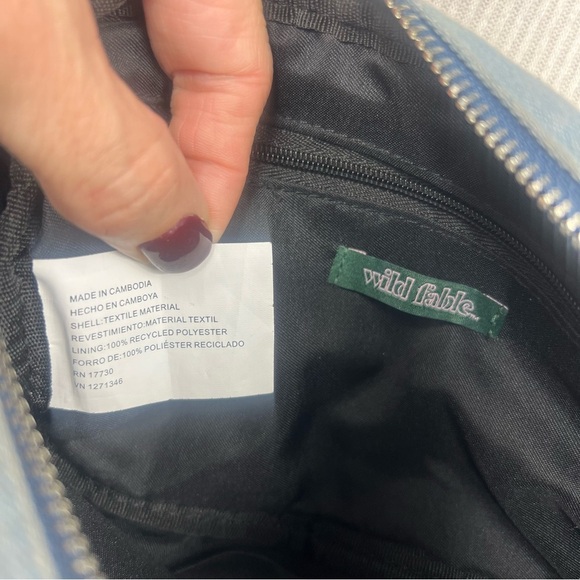 MADE IN CAMBODIA
HECHO EN CAMBOYA
SHELL:TEXTILE MATERIAL
REVESTIMIENTO:MATERIAL TEXTIL
LINING:100% RECYCLED POLYESTER
FORRO DE:100% POLIÉSTER RECICLADO
RN 17730
VN 1271346
wild fable™